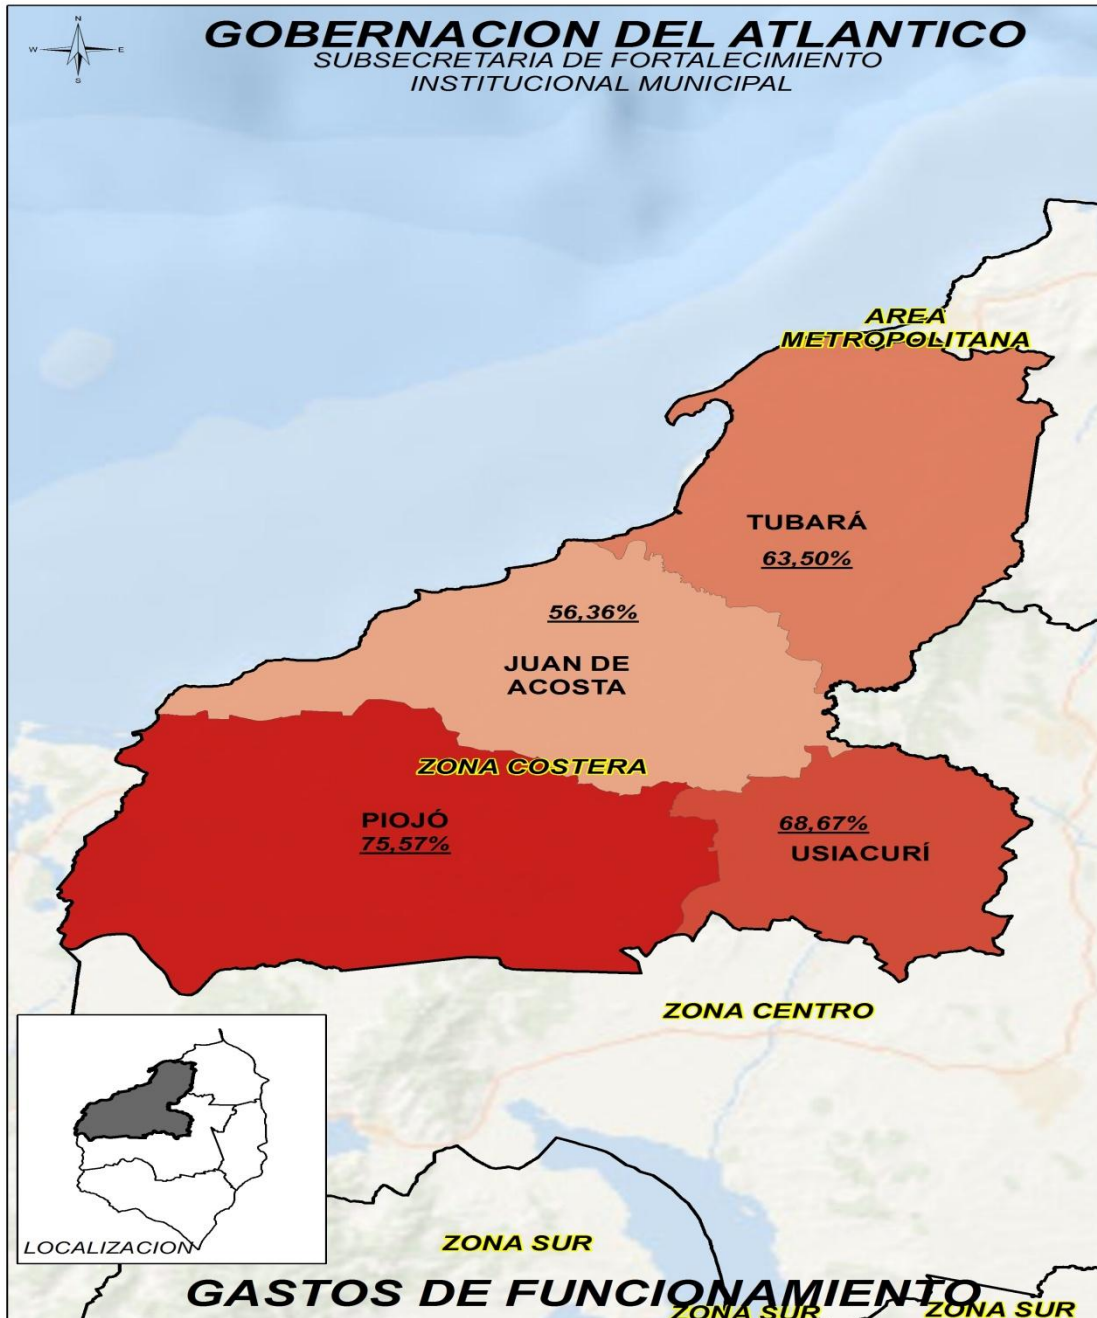 GOBERNACION DEL ATLANTICO
SUBSECRETARIA DE FORTALECIMIENTO
INSTITUCIONAL MUNICIPAL
N
W E
S
AREA
METROPOLITANA
TUBARÁ
63,50%
56,36%
JUAN DE
ACOSTA
ZONA COSTERA
PIOJÓ
75,57%
68,67%
USIACURÍ
ZONA CENTRO
LOCALIZACION
ZONA SUR
GASTOS DE FUNCIONAMIENTO
ZONA SUR
ZONA SUR